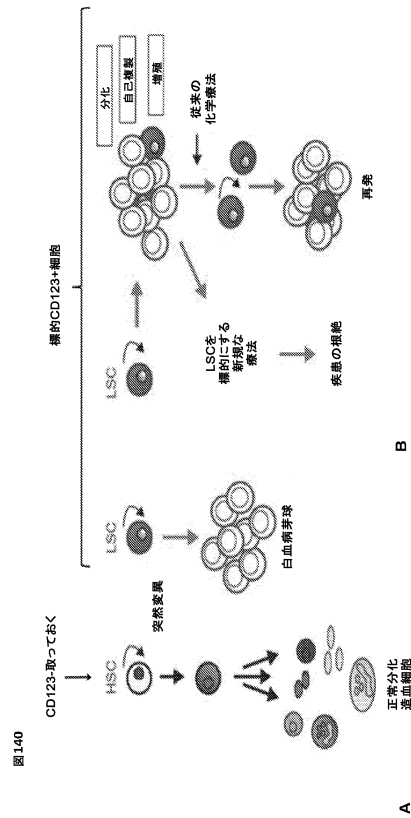 図140
CD123-取っておく
HSC
突然変異
正常分化
造血細胞
A
標的CD123+細胞
LSC
白血病芽球
LSC
分化
自己複製
増殖
従来の
化学療法
LSCを
標的にする
新規な
療法
疾患の根絶
再発
B